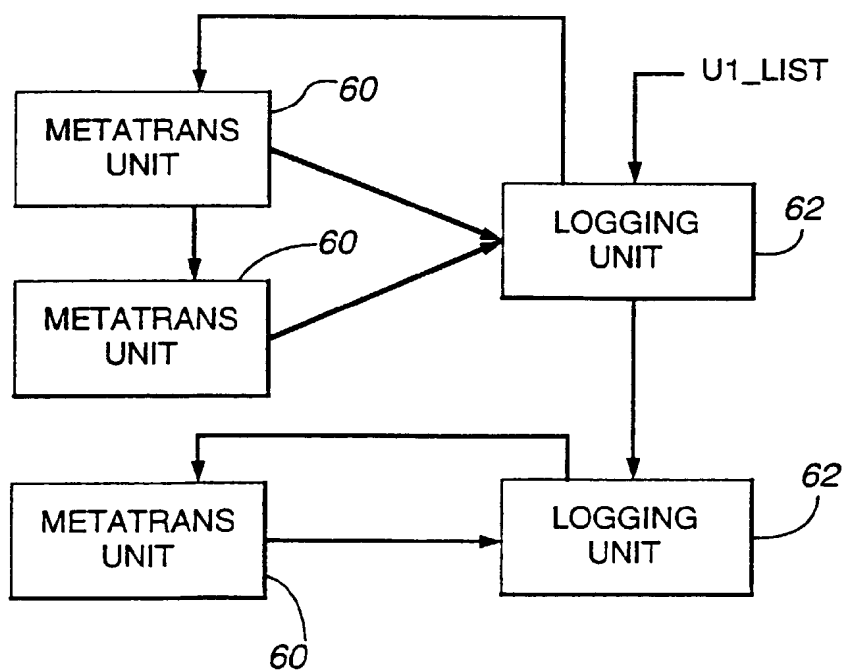 U1_LIST
60
METATRANS
UNIT
LOGGING
UNIT
62
60
METATRANS
UNIT
METATRANS
UNIT
60
LOGGING
UNIT
62